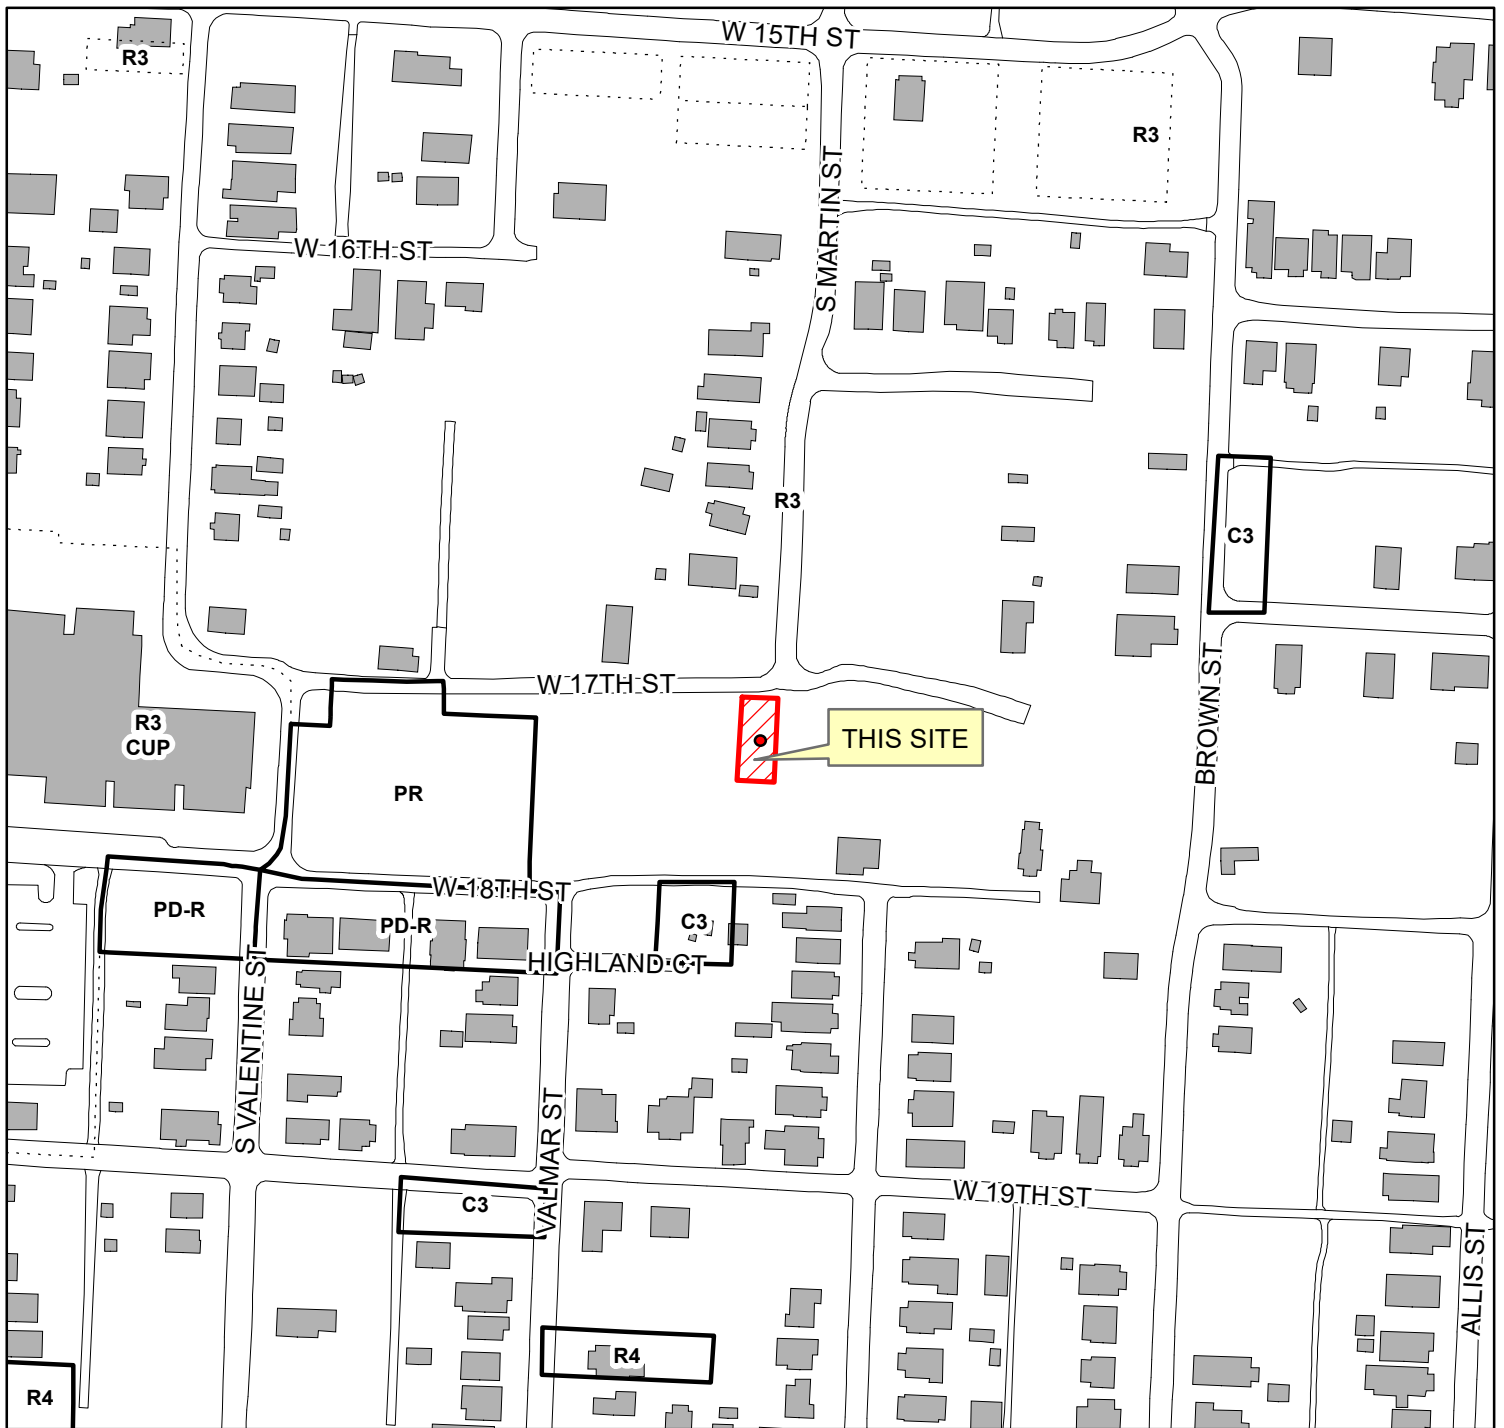 W 15TH ST
R3
R3
S MARTIN ST
W 16TH ST
R3
C3
W 17TH ST
BROWN ST
R3
CUP
THIS SITE
PR
W 18TH ST
PD-R
PD-R
C3
HIGHLAND CT
S VALENTINE ST
VALMAR ST
W 19TH ST
C3
ALLIS ST
R4
R4